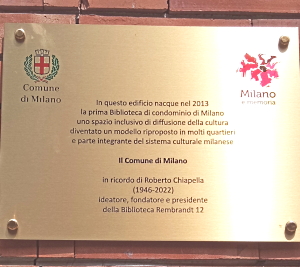 Comune
di Milano
Milano
è memoria
In questo edificio nacque nel 2013
la prima Biblioteca di condominio di Milano
uno spazio inclusivo di diffusione della cultura
diventato un modello riproposto in molti quartieri
e parte integrante del sistema culturale milanese
Il Comune di Milano
in ricordo di Roberto Chiapella
(1946-2022)
ideatore, fondatore e presidente
della Biblioteca Rembrandt 12